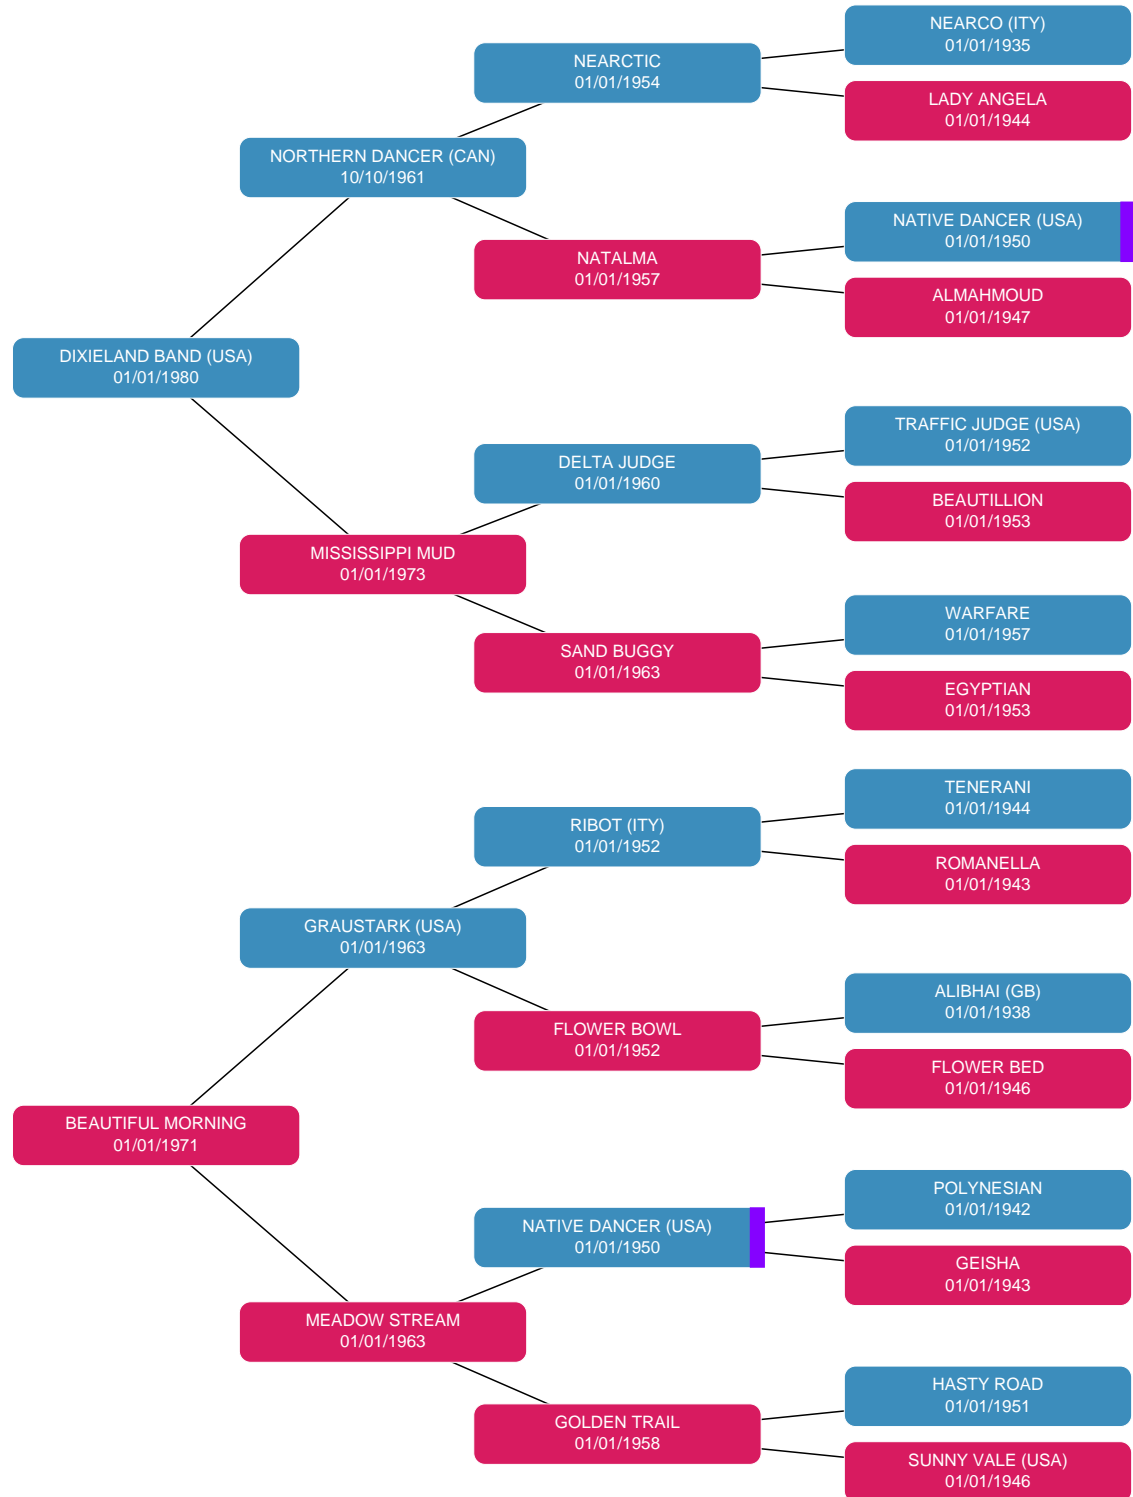 NEARCO (ITY)
01/01/1935
NEARCTIC
01/01/1954
LADY ANGELA
01/01/1944
NORTHERN DANCER (CAN)
10/10/1961
NATIVE DANCER (USA)
01/01/1950
NATALMA
01/01/1957
ALMAHMOUD
01/01/1947
DIXIELAND BAND (USA)
01/01/1980
TRAFFIC JUDGE (USA)
01/01/1952
DELTA JUDGE
01/01/1960
BEAUTILLION
01/01/1953
MISSISSIPPI MUD
01/01/1973
WARFARE
01/01/1957
SAND BUGGY
01/01/1963
EGYPTIAN
01/01/1953
TENERANI
01/01/1944
RIBOT (ITY)
01/01/1952
ROMANELLA
01/01/1943
GRAUSTARK (USA)
01/01/1963
ALIBHAI (GB)
01/01/1938
FLOWER BOWL
01/01/1952
FLOWER BED
01/01/1946
BEAUTIFUL MORNING
01/01/1971
POLYNESIAN
01/01/1942
NATIVE DANCER (USA)
01/01/1950
GEISHA
01/01/1943
MEADOW STREAM
01/01/1963
HASTY ROAD
01/01/1951
GOLDEN TRAIL
01/01/1958
SUNNY VALE (USA)
01/01/1946